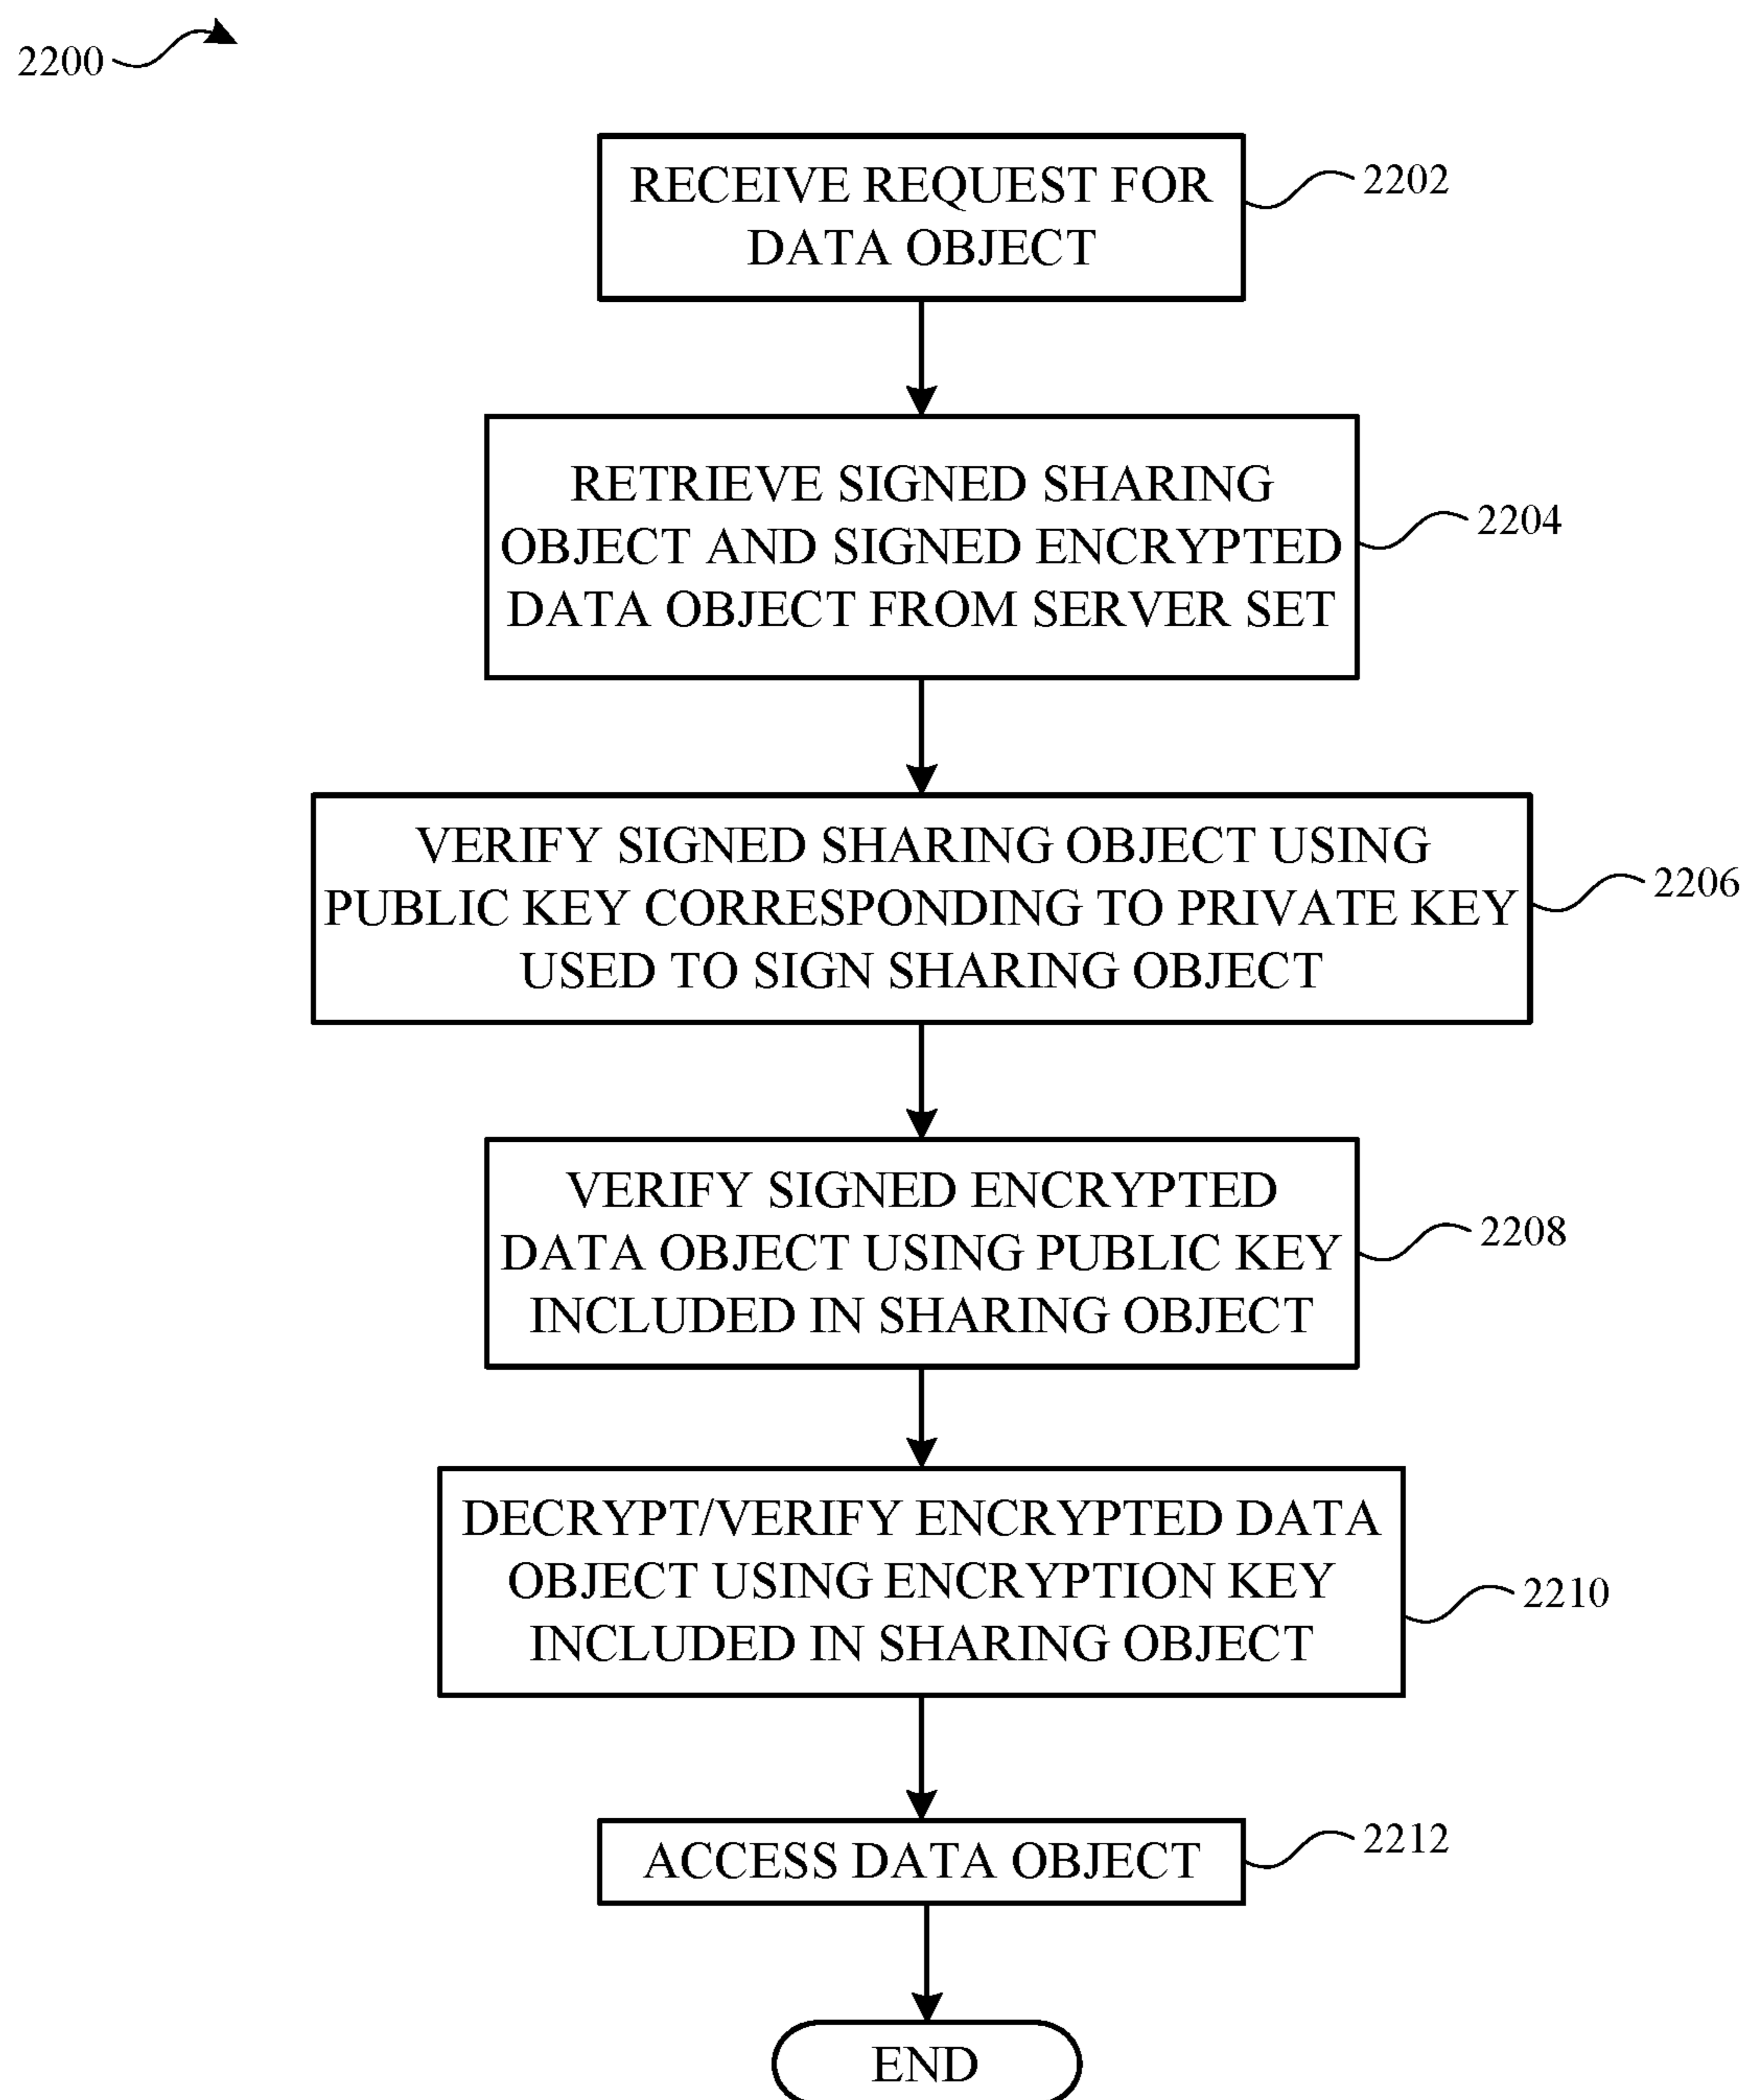 2200
RECEIVE REQUEST FOR
DATA OBJECT
2202
RETRIEVE SIGNED SHARING
OBJECT AND SIGNED ENCRYPTED
DATA OBJECT FROM SERVER SET
2204
VERIFY SIGNED SHARING OBJECT USING
PUBLIC KEY CORRESPONDING TO PRIVATE KEY
USED TO SIGN SHARING OBJECT
2206
VERIFY SIGNED ENCRYPTED
DATA OBJECT USING PUBLIC KEY
INCLUDED IN SHARING OBJECT
2208
DECRYPT/VERIFY ENCRYPTED DATA
OBJECT USING ENCRYPTION KEY
INCLUDED IN SHARING OBJECT
2210
ACCESS DATA OBJECT
2212
END